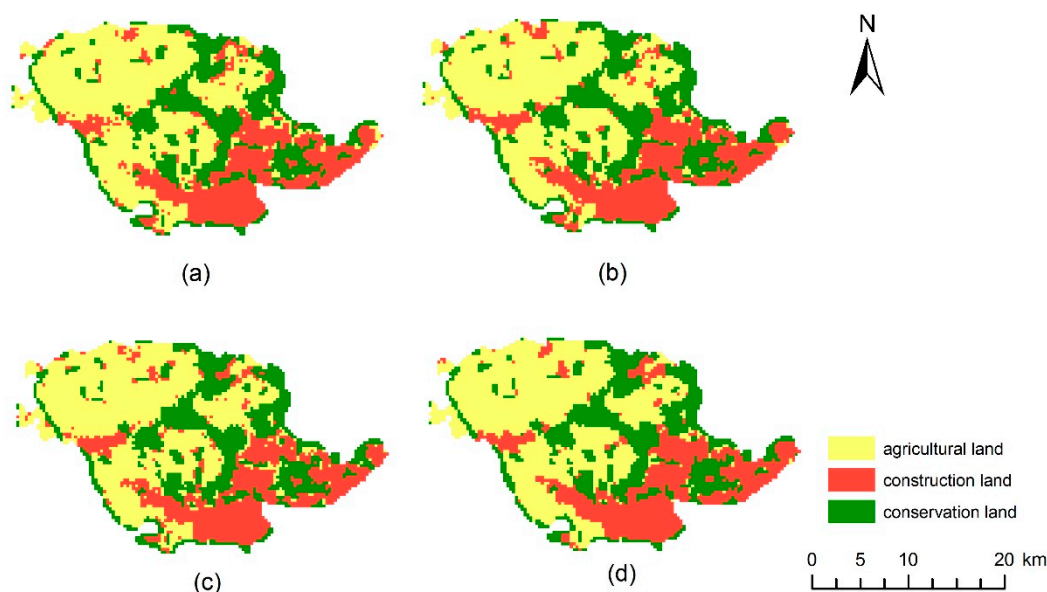 N
(a)
(b)
(c)
(d)
agricultural land
construction land
conservation land
0 5 10 20 km